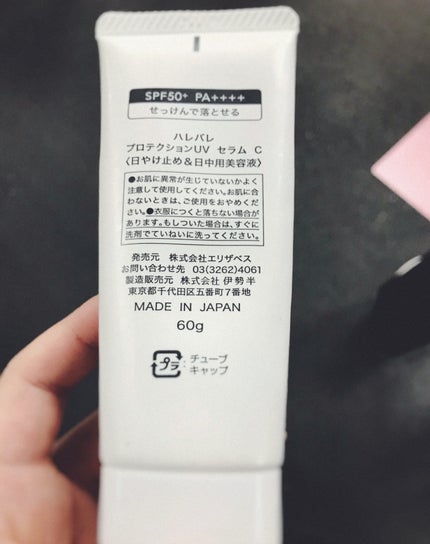 SPF50+ PA++++
せっけんで落とせる
ハレバレ
プロテクションUV セラム C
〈日やけ止め&日中用美容液〉
●お肌に異常が生じていないかよく
注意して使用してください。お肌に合
わないときは、ご使用をおやめくだ
さい。●衣服につくと落ちない場合が
あります。もしついた場合は、すぐに
洗剤でていねいに洗ってください。
発売元 株式会社エリザベス
お問い合わせ先 03(3262)4061
製造販売元 株式会社 伊勢半
東京都千代田区五番町7番地
MADE IN JAPAN
60g
プラ チューブ
キャップ